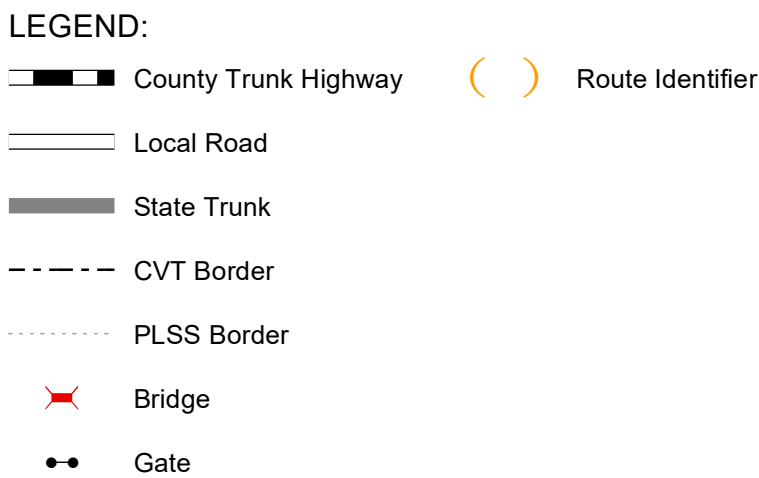 LEGEND:
County Trunk Highway
Route Identifier
Local Road
State Trunk
CVT Border
PLSS Border
Bridge
Gate